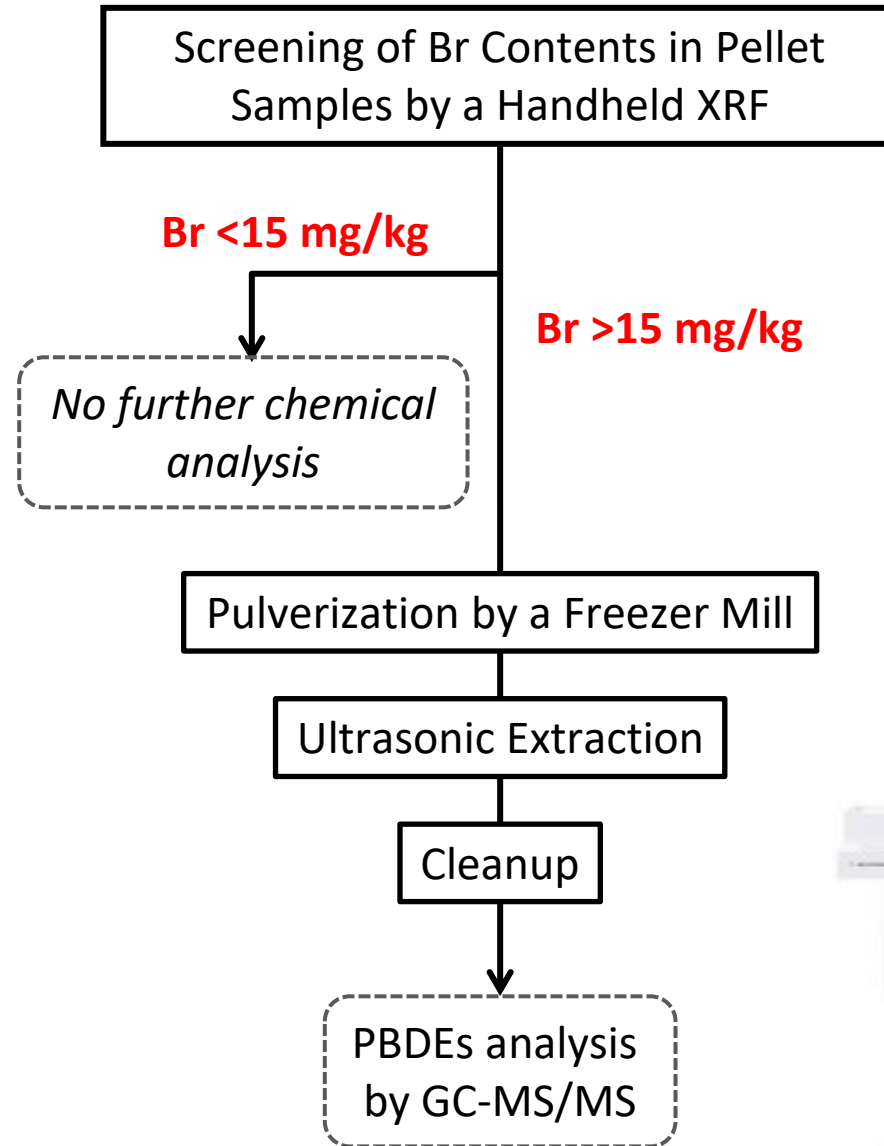 Screening of Br Contents in Pellet
Samples by a Handheld XRF
Br <15 mg/kg
Br >15 mg/kg
No further chemical
analysis
Pulverization by a Freezer Mill
Ultrasonic Extraction
Cleanup
PBDEs analysis
by GC-MS/MS